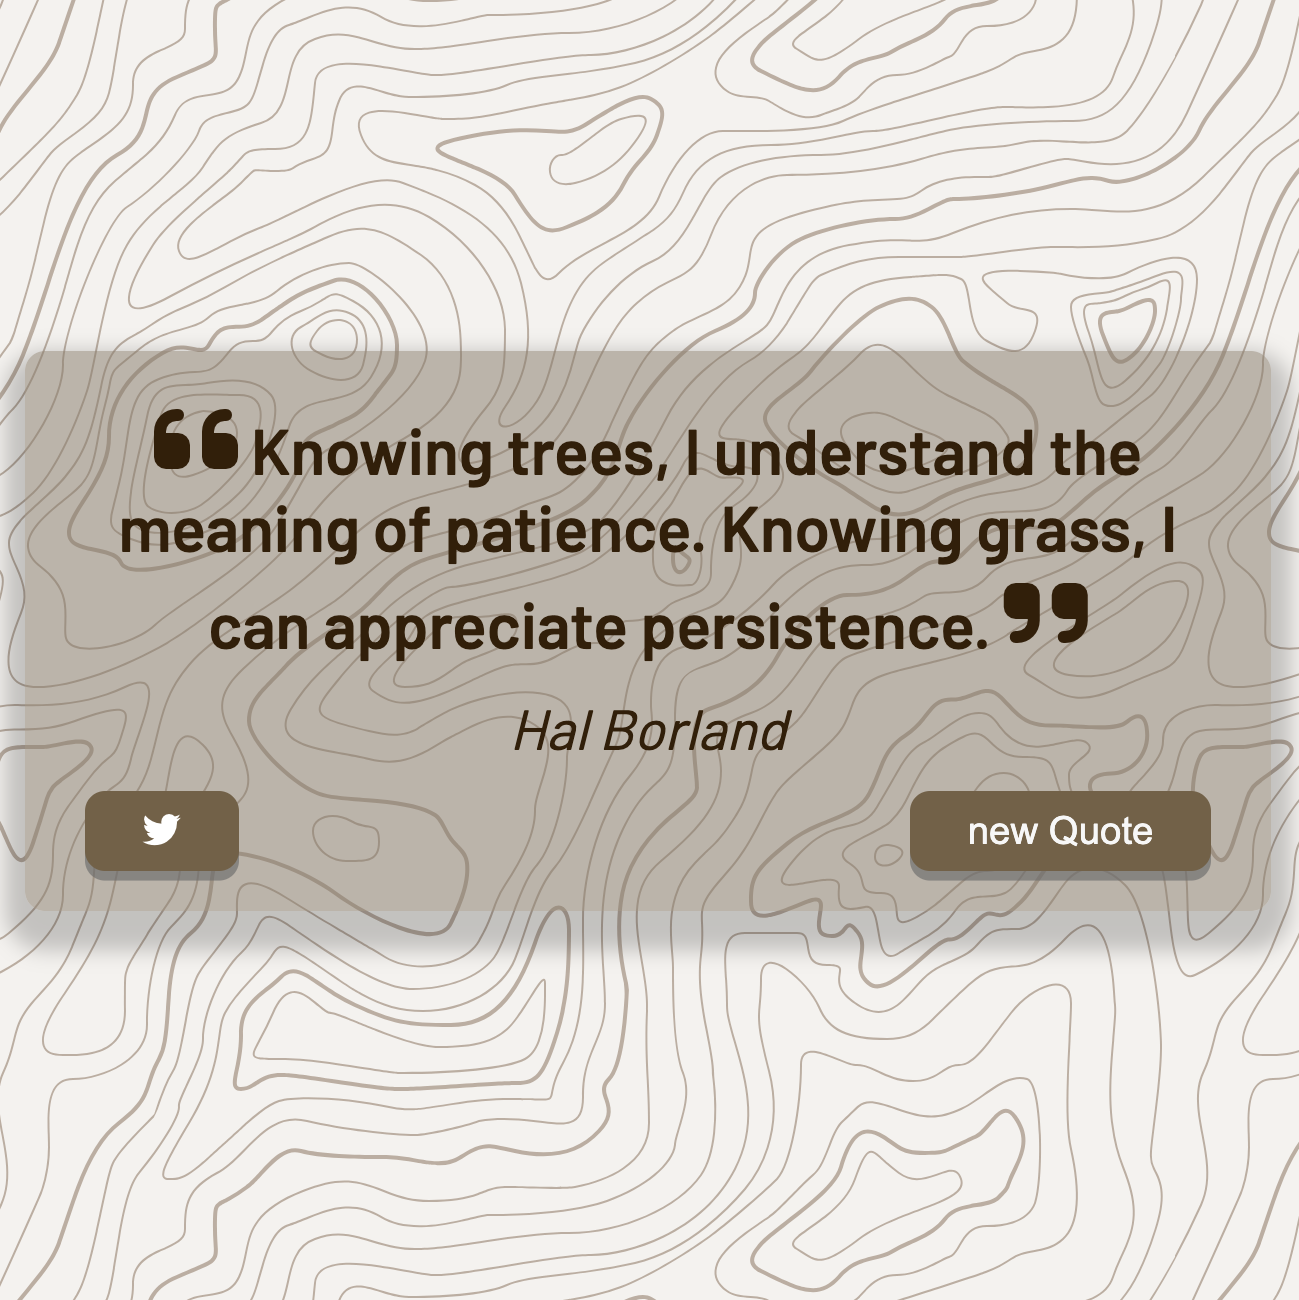 ❝ Knowing trees, I understand the
meaning of patience. Knowing grass, I
can appreciate persistence. ❞
Hal Borland
new Quote